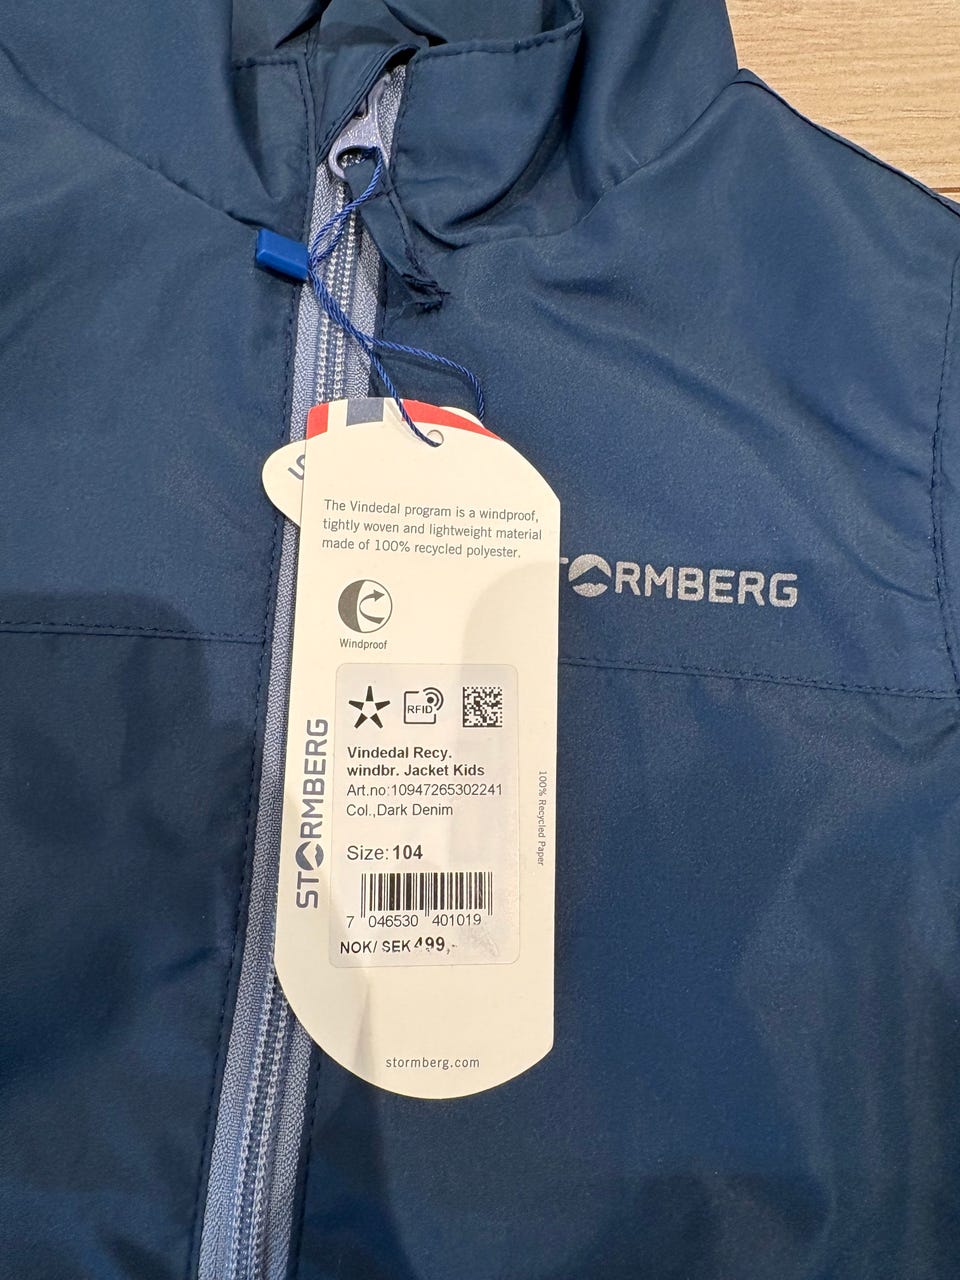 The Vindedal program is a windproof,
tightly woven and lightweight material
made of 100% recycled polyester.
Windproof
RFID
Vindedal Recy.
windbr. Jacket Kids
Art.no:10947265302241
Col.,Dark Denim
Size: 104
7 046530 401019
NOK/ SEK 499,-
stormberg.com
STORMBERG
100% Recycled Paper
STORMBERG